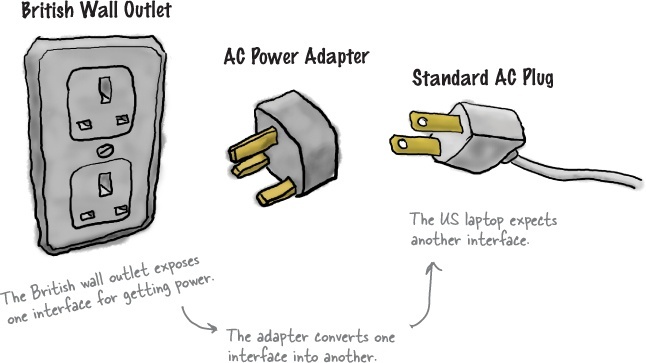 British Wall Outlet
AC Power Adapter
Standard AC Plug
The US laptop expects
another interface.
The British wall outlet exposes
one interface for getting power.
The adapter converts one
interface into another.